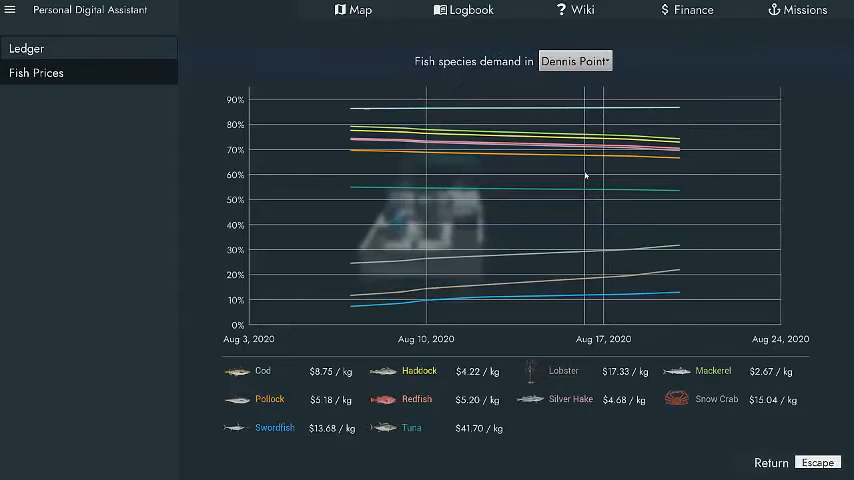 Personal Digital Assistant
Map
Logbook
? Wiki
$ Finance
Missions
Ledger
Fish Prices
Fish species demand in Dennis Point
90%
80%
70%
60%
50%
40%
30%
20%
10%
0%
Aug 3, 2020
Aug 10, 2020
Aug 17, 2020
Aug 24, 2020
Cod $8.75 / kg
Haddock $4.22 / kg
Lobster $17.33 / kg
Mackerel $2.67 / kg
Pollock $5.18 / kg
Redfish $5.20 / kg
Silver Hake $4.68 / kg
Snow Crab $15.04 / kg
Swordfish $13.68 / kg
Tuna $41.70 / kg
Return Escape